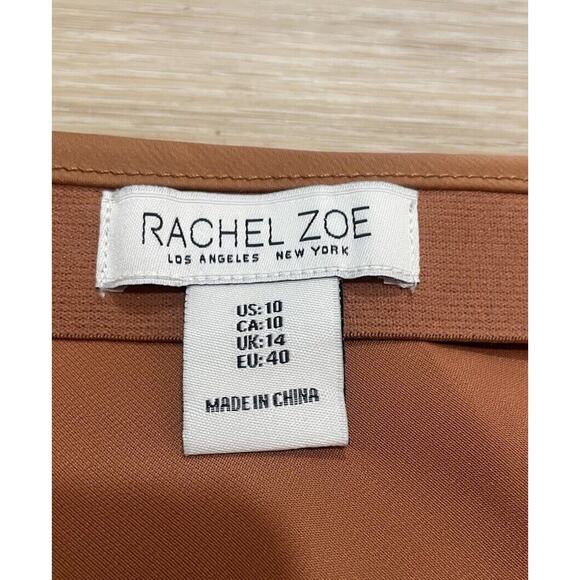 RACHEL ZOE
LOS ANGELES NEW YORK
US:10
CA:10
UK:14
EU:40
MADE IN CHINA